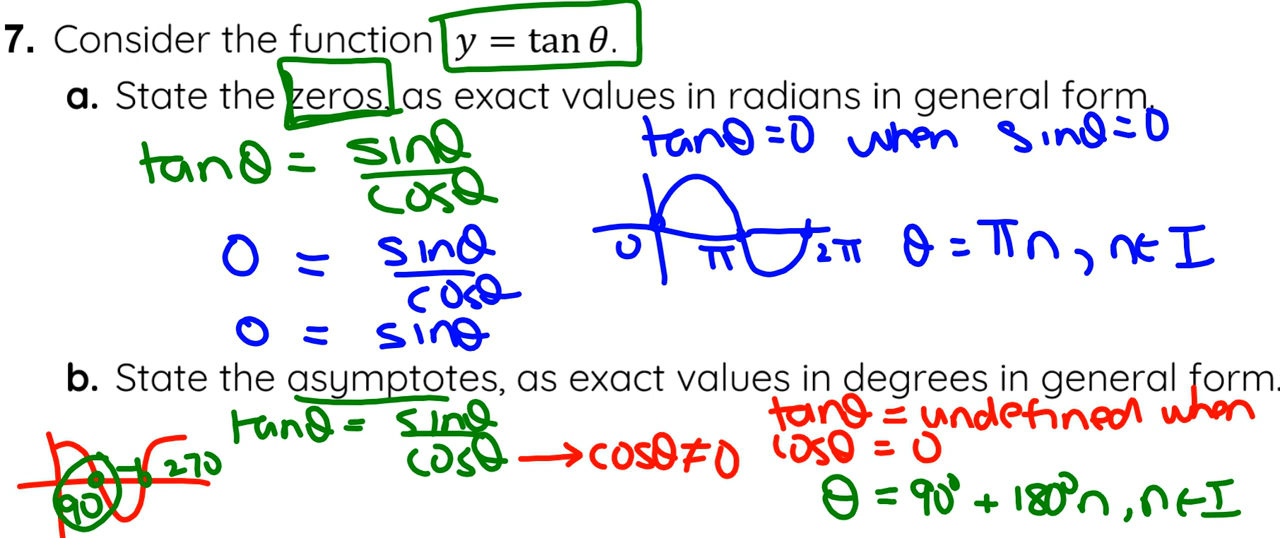 7. Consider the function y = tan θ.
a. State the zeros, as exact values in radians in general form.
tanθ = sinθ/cosθ
tanθ = 0 when sinθ = 0
0 = sinθ/cosθ
0 π 2π
θ = πn, n∈I
0 = sinθ
b. State the asymptotes, as exact values in degrees in general form.
tanθ = sinθ/cosθ → cosθ ≠ 0
tanθ = undefined when
cosθ = 0
90 270
θ = 90° + 180°n, n∈I